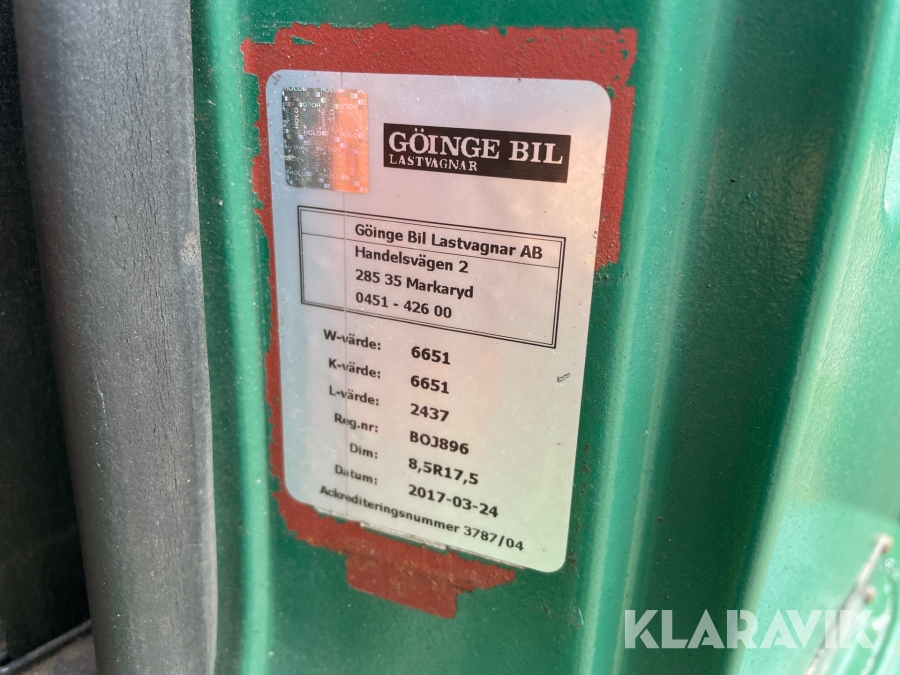 GÖINGE BIL
LASTVAGNAR
Göinge Bil Lastvagnar AB
Handelsvägen 2
285 35 Markaryd
0451 - 426 00
W-värde: 6651
K-värde: 6651
L-värde: 2437
Reg.nr: BOJ896
Dim: 8,5R17,5
Datum: 2017-03-24
Ackrediteringsnummer 3787/04
KLARAVIK